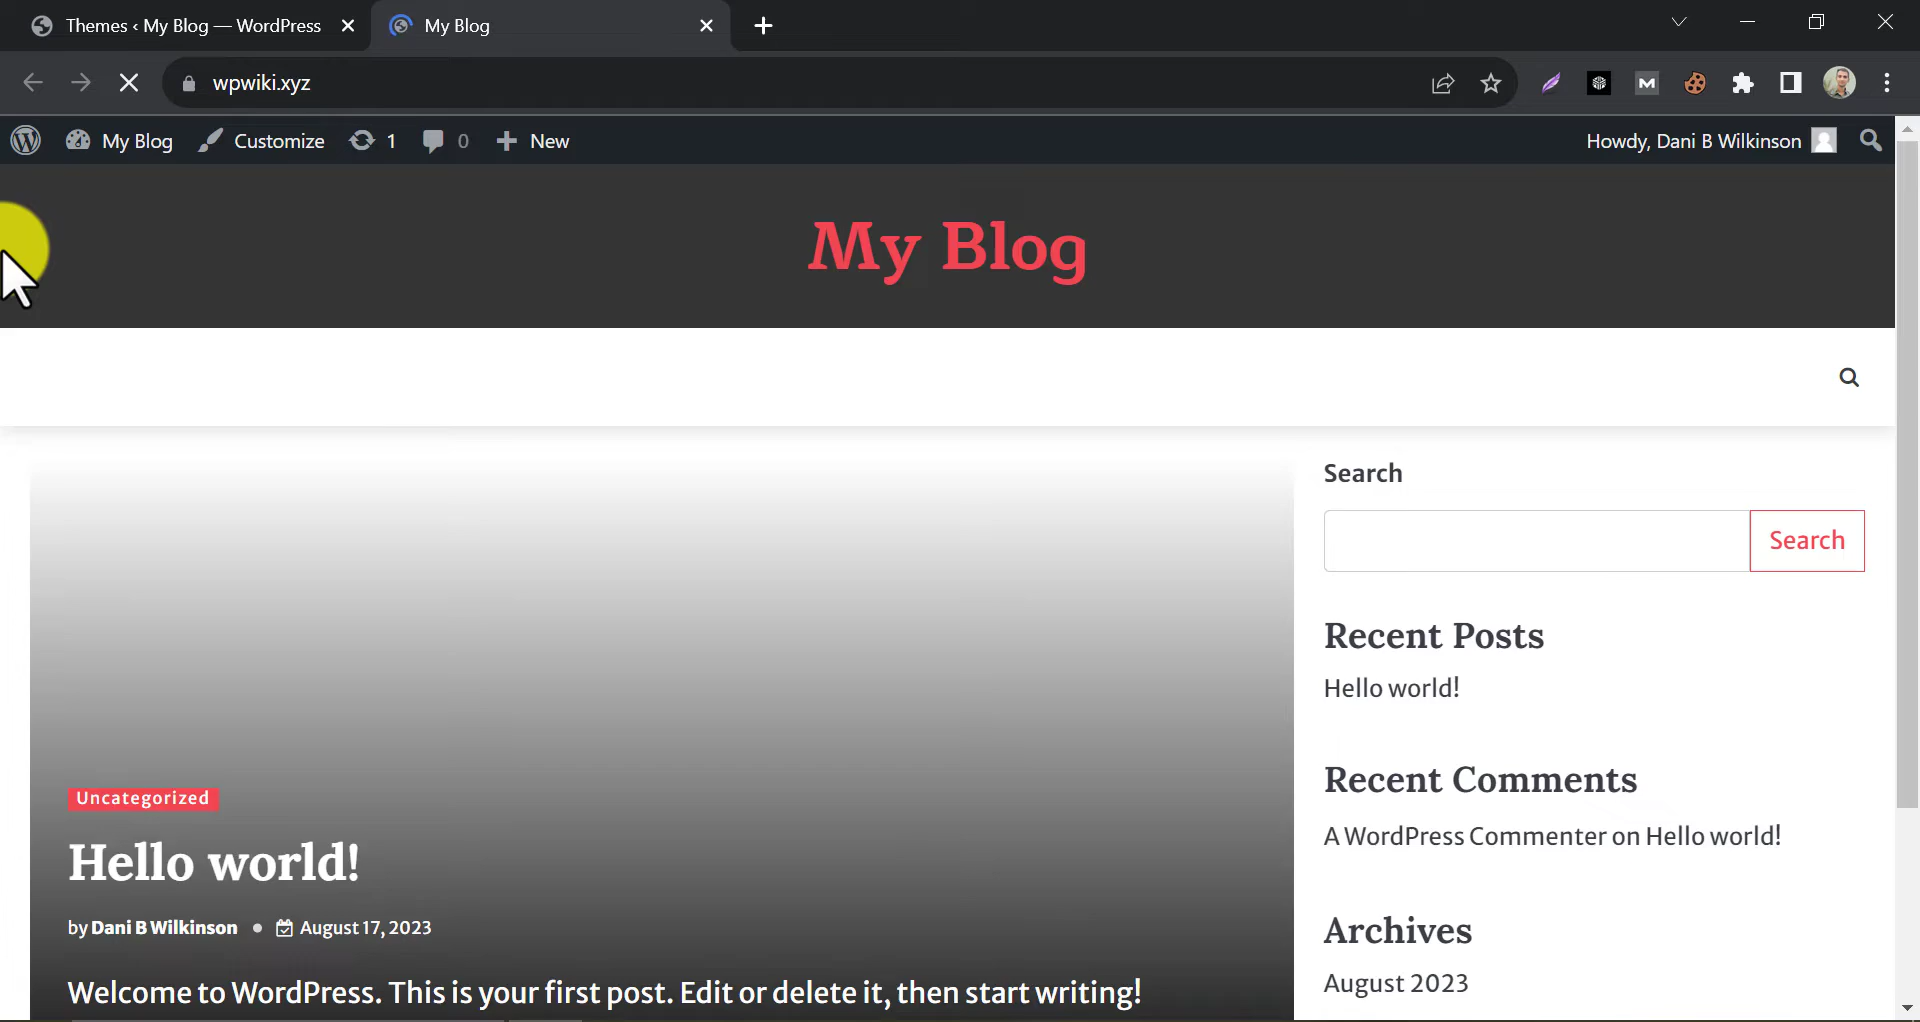 Themes ‹ My Blog — WordPress
My Blog
wpwiki.xyz
My Blog
Customize
1
0
New
Howdy, Dani B Wilkinson
My Blog
Search
Search
Recent Posts
Hello world!
Recent Comments
A WordPress Commenter on Hello world!
Archives
August 2023
Uncategorized
Hello world!
by Dani B Wilkinson
August 17, 2023
Welcome to WordPress. This is your first post. Edit or delete it, then start writing!